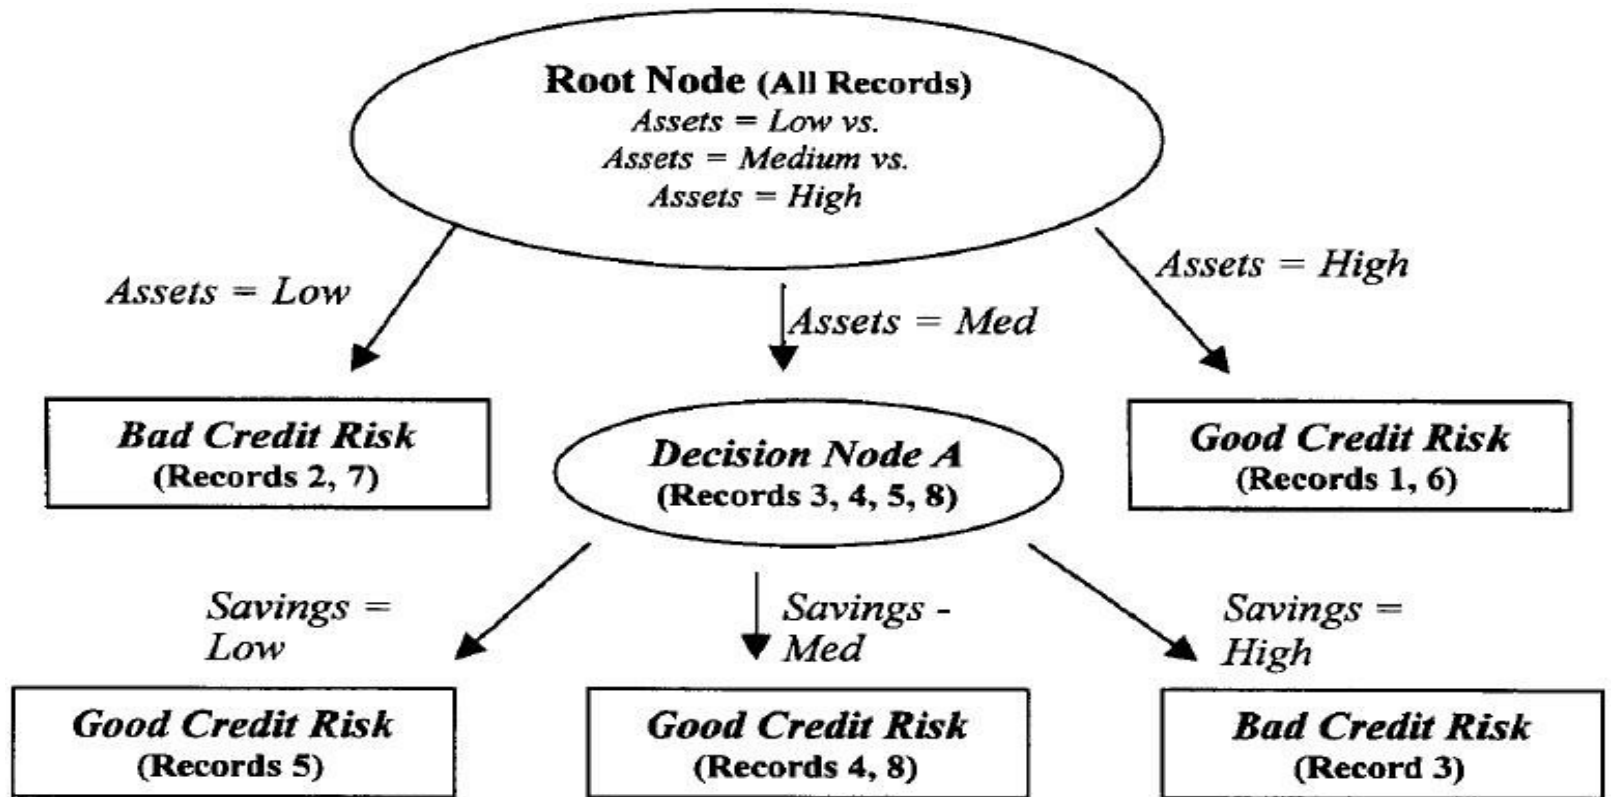 Root Node (All Records)
Assets = Low vs.
Assets = Medium vs.
Assets = High
Assets = Low
Assets = Med
Assets = High
Bad Credit Risk
(Records 2, 7)
Decision Node A
(Records 3, 4, 5, 8)
Good Credit Risk
(Records 1, 6)
Savings =
Low
Savings -
Med
Savings =
High
Good Credit Risk
(Records 5)
Good Credit Risk
(Records 4, 8)
Bad Credit Risk
(Record 3)